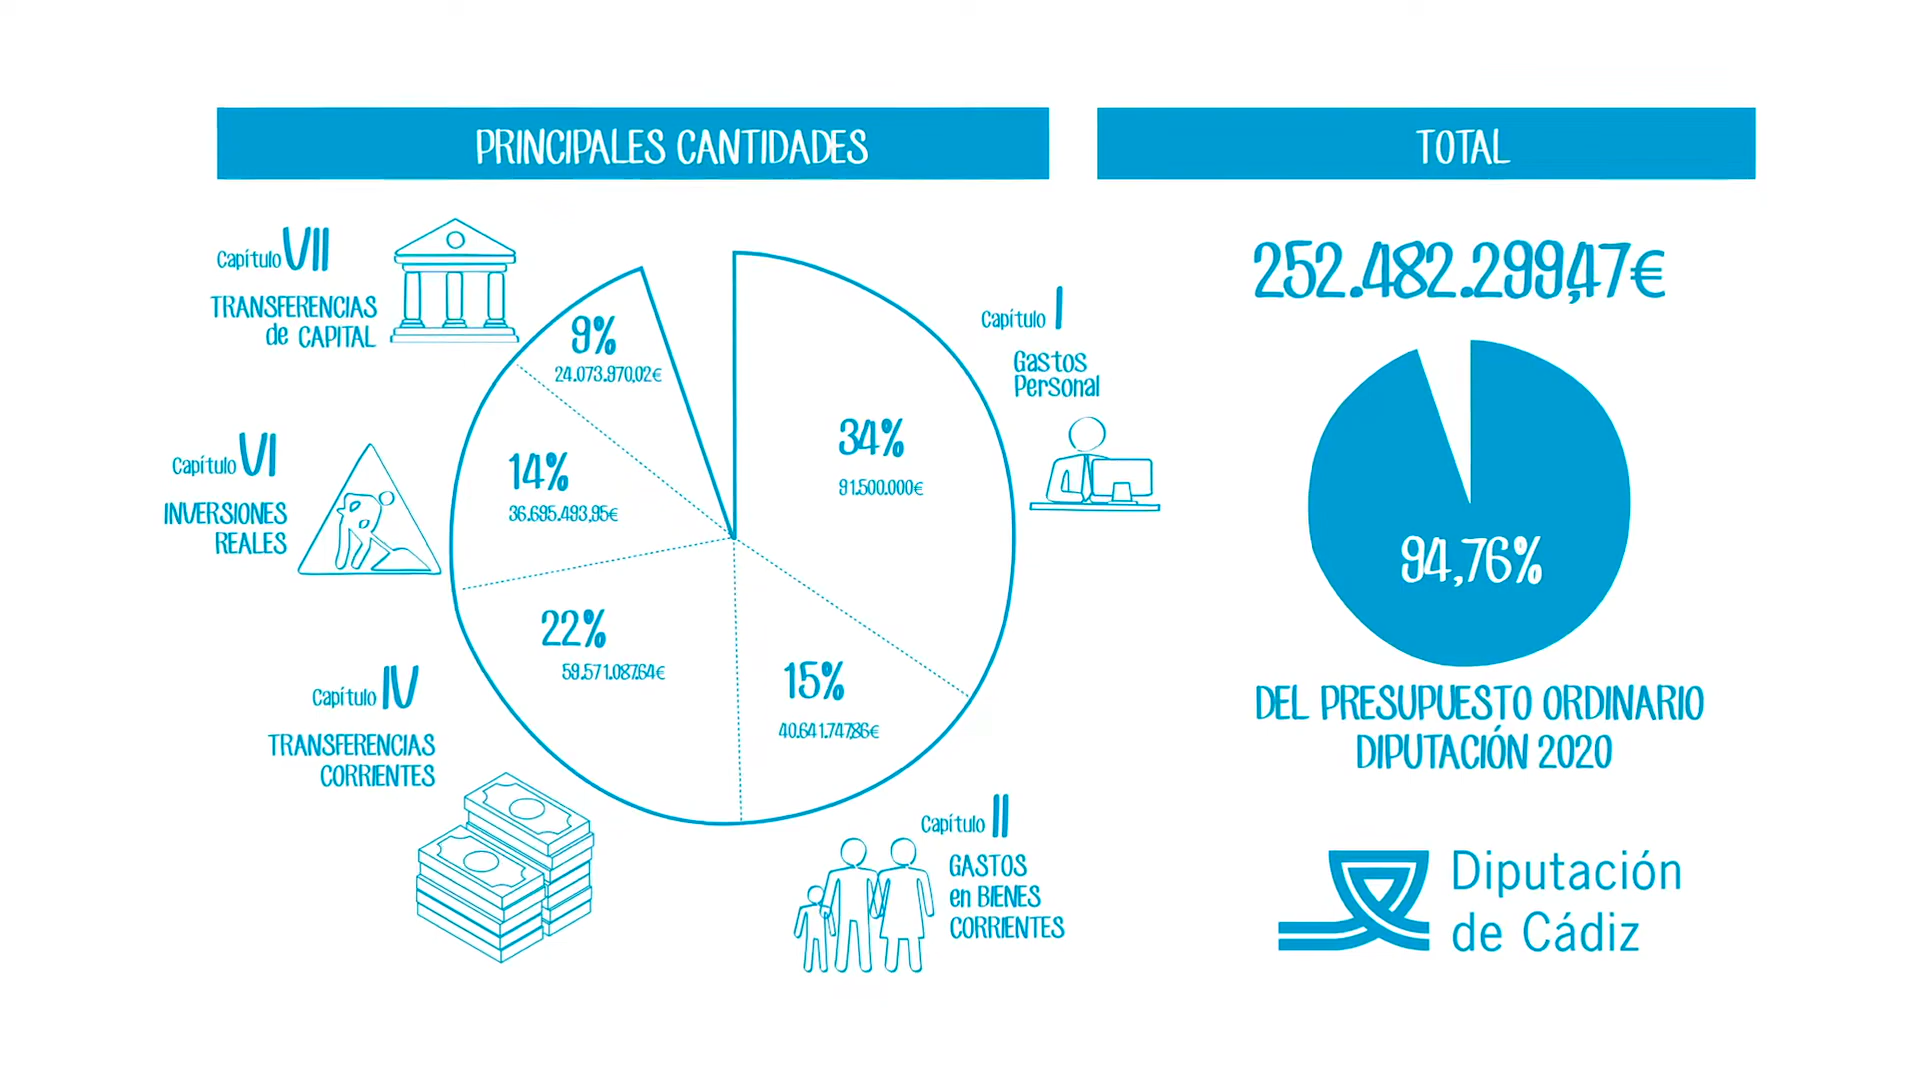 PRINCIPALES CANTIDADES
TOTAL
Capítulo VII
TRANSFERENCIAS
de CAPITAL
9%
24.073.970,02€
Capítulo I
Gastos
Personal
34%
91.500.000€
Capítulo VI
INVERSIONES
REALES
14%
36.695.493,95€
Capítulo IV
TRANSFERENCIAS
CORRIENTES
22%
59.571.087,64€
15%
40.641.747,86€
Capítulo II
GASTOS
en BIENES
CORRIENTES
252.482.299,47€
94,76%
DEL PRESUPUESTO ORDINARIO
DIPUTACIÓN 2020
Diputación
de Cádiz